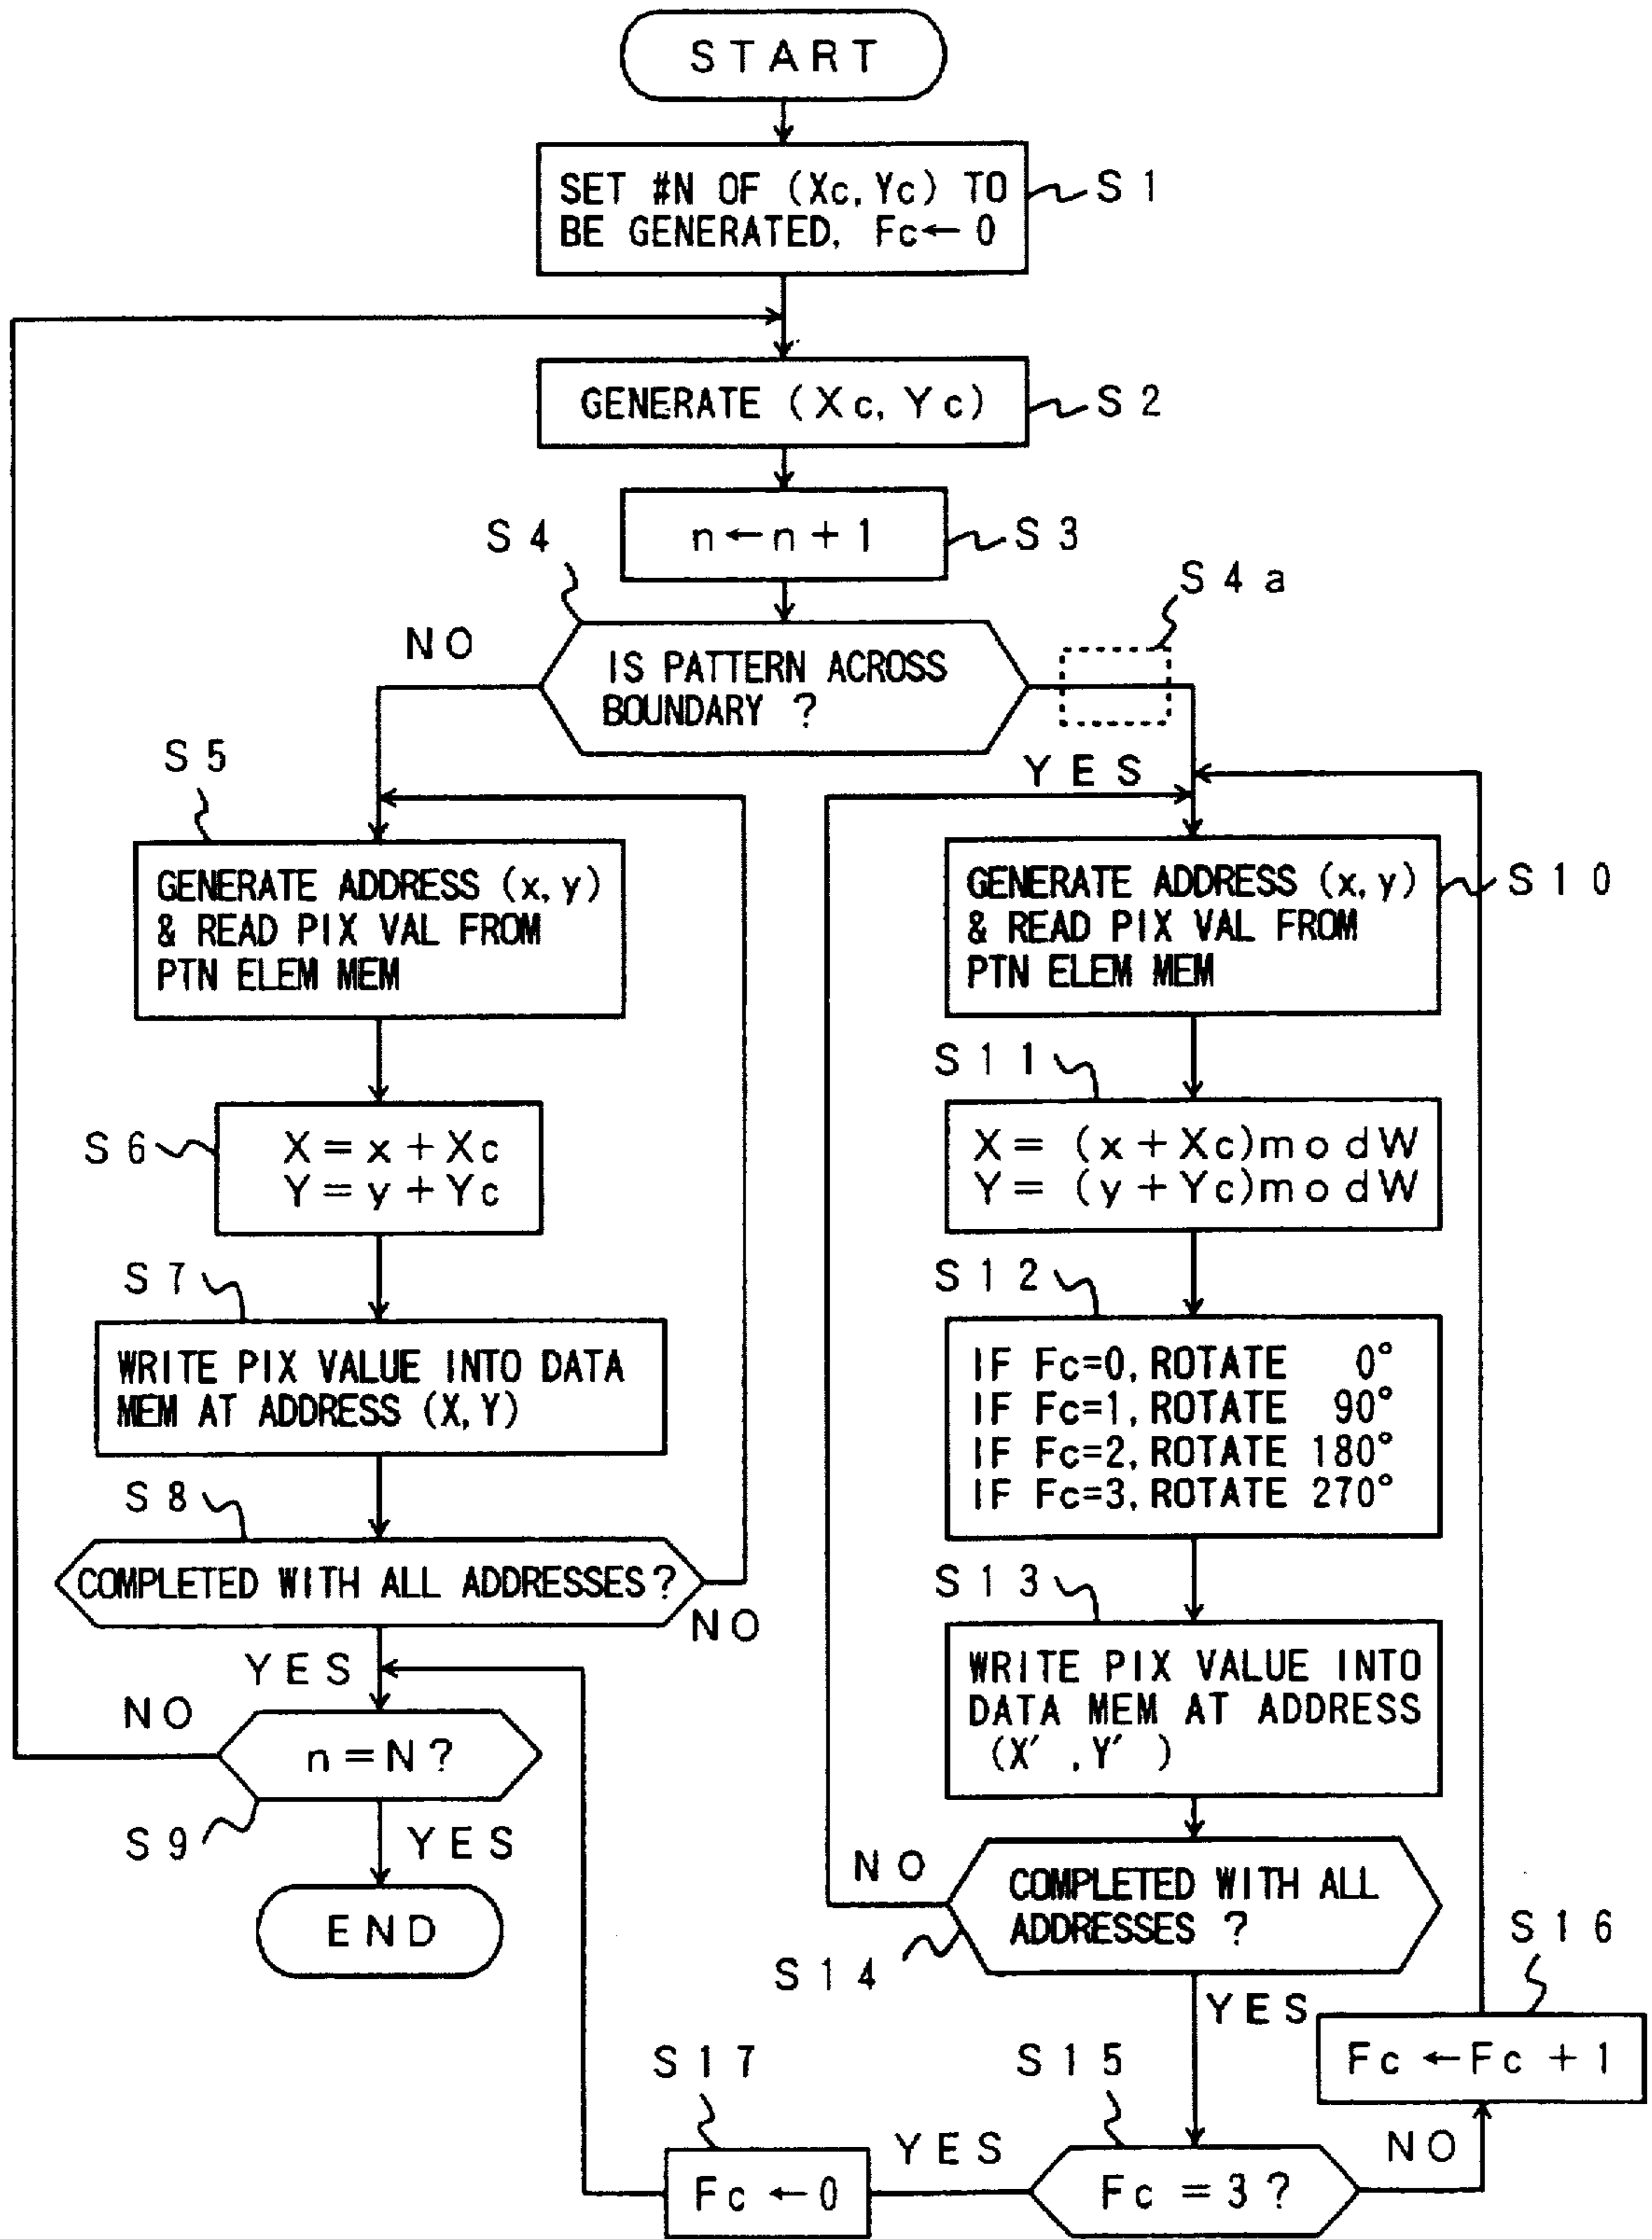 START
SET #N OF (Xc, Yc) TO
BE GENERATED, Fc←0
S1
GENERATE (Xc, Yc)
S2
n←n+1
S3
S4
S4a
IS PATTERN ACROSS
BOUNDARY ?
NO
YES
S5
GENERATE ADDRESS (x, y)
& READ PIX VAL FROM
PTN ELEM MEM
S6
X=x+Xc
Y=y+Yc
S7
WRITE PIX VALUE INTO DATA
MEM AT ADDRESS (X, Y)
S8
COMPLETED WITH ALL ADDRESSES?
NO
YES
NO
n=N?
S9
YES
END
GENERATE ADDRESS (x, y)
& READ PIX VAL FROM
PTN ELEM MEM
S10
S11
X= (x+Xc)modW
Y= (y+Yc)modW
S12
IF Fc=0, ROTATE 0°
IF Fc=1, ROTATE 90°
IF Fc=2, ROTATE 180°
IF Fc=3, ROTATE 270°
S13
WRITE PIX VALUE INTO
DATA MEM AT ADDRESS
(X′ ,Y′ )
NO
COMPLETED WITH ALL
ADDRESSES ?
S14
YES
S16
Fc←Fc+1
S15
Fc =3?
NO
YES
S17
Fc←0